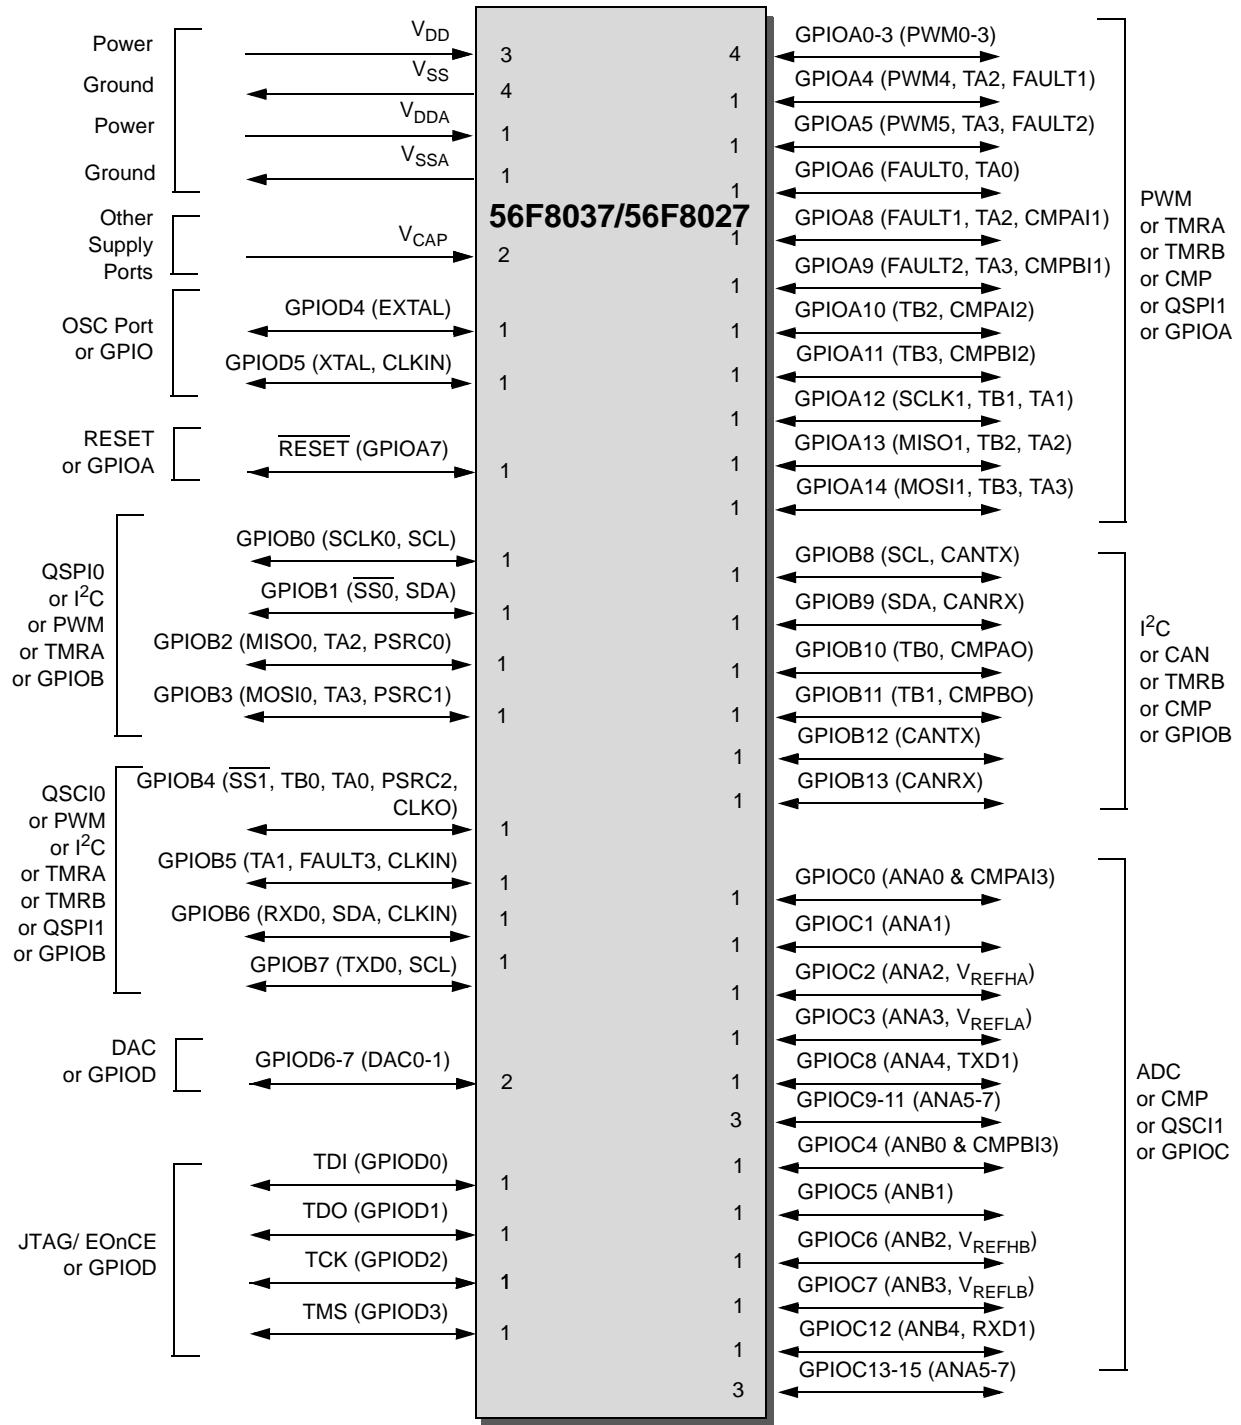 Power
V_DD
3
Ground
V_SS
4
Power
V_DDA
1
Ground
V_SSA
1
Other
Supply
Ports
V_CAP
2
OSC Port
or GPIO
GPIOD4 (EXTAL)
1
GPIOD5 (XTAL, CLKIN)
1
RESET
or GPIOA
RESET (GPIOA7)
1
QSPI0
or I²C
or PWM
or TMRA
or GPIOB
GPIOB0 (SCLK0, SCL)
1
GPIOB1 (SS0, SDA)
1
GPIOB2 (MISO0, TA2, PSRC0)
1
GPIOB3 (MOSI0, TA3, PSRC1)
1
QSCI0
or PWM
or I²C
or TMRA
or TMRB
or QSPI1
or GPIOB
GPIOB4 (SS1, TB0, TA0, PSRC2,
CLKO)
1
GPIOB5 (TA1, FAULT3, CLKIN)
1
GPIOB6 (RXD0, SDA, CLKIN)
1
GPIOB7 (TXD0, SCL)
1
DAC
or GPIOD
GPIOD6-7 (DAC0-1)
2
JTAG/ EOnCE
or GPIOD
TDI (GPIOD0)
1
TDO (GPIOD1)
1
TCK (GPIOD2)
1
TMS (GPIOD3)
1
56F8037/56F8027
4
GPIOA0-3 (PWM0-3)
1
GPIOA4 (PWM4, TA2, FAULT1)
1
GPIOA5 (PWM5, TA3, FAULT2)
1
GPIOA6 (FAULT0, TA0)
1
GPIOA8 (FAULT1, TA2, CMPAI1)
1
GPIOA9 (FAULT2, TA3, CMPBI1)
1
GPIOA10 (TB2, CMPAI2)
1
GPIOA11 (TB3, CMPBI2)
1
GPIOA12 (SCLK1, TB1, TA1)
1
GPIOA13 (MISO1, TB2, TA2)
1
GPIOA14 (MOSI1, TB3, TA3)
PWM
or TMRA
or TMRB
or CMP
or QSPI1
or GPIOA
1
GPIOB8 (SCL, CANTX)
1
GPIOB9 (SDA, CANRX)
1
GPIOB10 (TB0, CMPAO)
1
GPIOB11 (TB1, CMPBO)
1
GPIOB12 (CANTX)
1
GPIOB13 (CANRX)
I²C
or CAN
or TMRB
or CMP
or GPIOB
1
GPIOC0 (ANA0 & CMPAI3)
1
GPIOC1 (ANA1)
1
GPIOC2 (ANA2, V_REFHA)
1
GPIOC3 (ANA3, V_REFLA)
1
GPIOC8 (ANA4, TXD1)
3
GPIOC9-11 (ANA5-7)
1
GPIOC4 (ANB0 & CMPBI3)
1
GPIOC5 (ANB1)
1
GPIOC6 (ANB2, V_REFHB)
1
GPIOC7 (ANB3, V_REFLB)
1
GPIOC12 (ANB4, RXD1)
3
GPIOC13-15 (ANA5-7)
ADC
or CMP
or QSCI1
or GPIOC